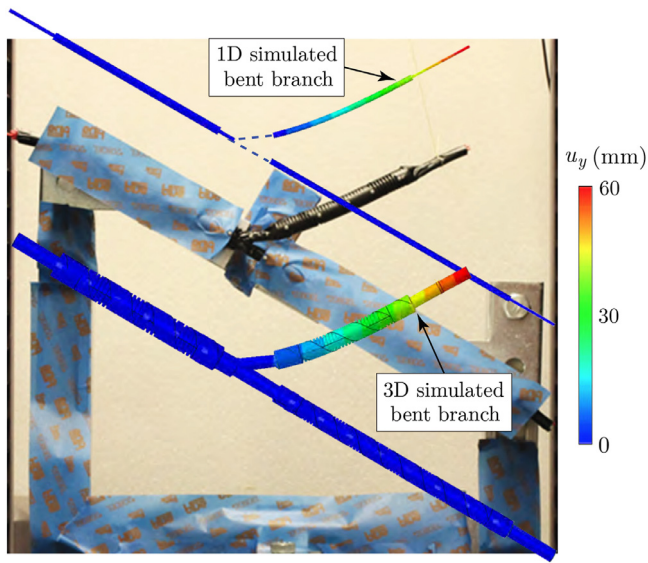 1D simulated
bent branch
u_y (mm)
60
30
0
3D simulated
bent branch